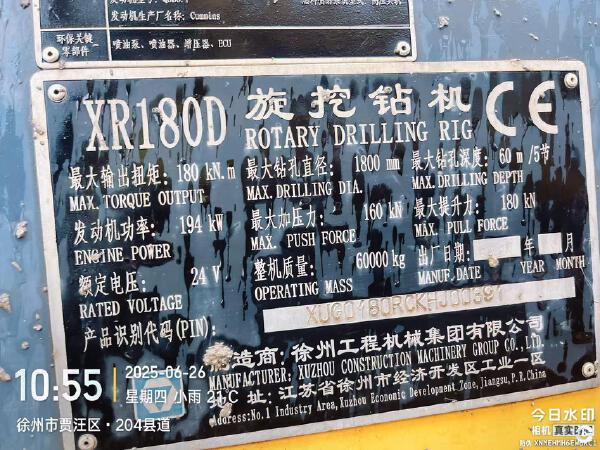 发动机生产厂名称：Cummins
环保关键
零部件
喷油泵、喷油器、增压器、ECU
XR180D 旋挖钻机 CE
ROTARY DRILLING RIG
最大输出扭矩：180 kN.m 最大钻孔直径：1800 mm 最大钻孔深度：60 m/5节
MAX. TORQUE OUTPUT MAX. DRILLING DIA. MAX. DRILLING DEPTH
发动机功率：194 kW 最大加压力：160 kN 最大提升力：180 kN
ENGINE POWER MAX. PUSH FORCE MAX. PULL FORCE
额定电压：24 V 整机质量：60000 kg 出厂日期：年 月
RATED VOLTAGE OPERATING MASS MANUF. DATE YEAR MONTH
产品识别代码(PIN)：
造商：徐州工程机械集团有限公司
MANUFACTURER: XUZHOU CONSTRUCTION MACHINERY GROUP CO., LTD.
址：江苏省徐州市经济开发区工业一区
Address: No.1 Industry Area, Xuzhou Economic Development Zone, Jiangsu, P.R.China
10:55
2025-06-26
星期四 小雨 21°C
徐州市贾汪区·204县道
今日水印
相机
真实
防伪